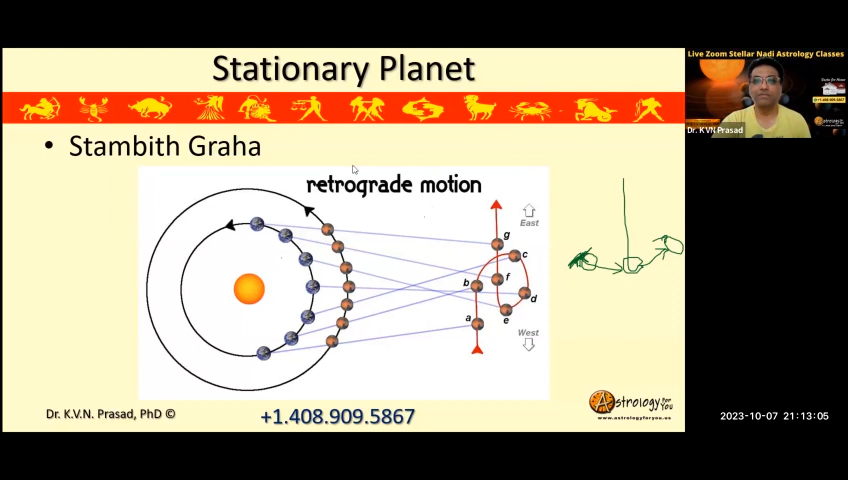 Stationary Planet
Live Zoom Stellar Nadi Astrology Classes
Dr. K.V.N Prasad
• Stambith Graha
retrograde motion
East
g
c
b
f
d
e
a
West
Dr. K.V.N. Prasad, PhD ©
+1.408.909.5867
Astrology For You
www.astrologyforyou.us
2023-10-07 21:13:05